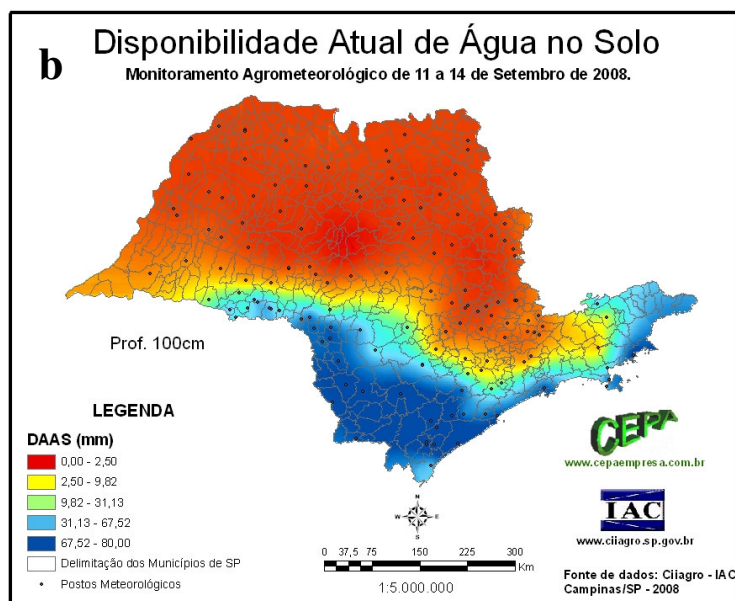 b
Disponibilidade Atual de Água no Solo
Monitoramento Agrometeorológico de 11 a 14 de Setembro de 2008.
Prof. 100cm
LEGENDA
DAAS (mm)
0,00 - 2,50
2,50 - 9,82
9,82 - 31,13
31,13 - 67,52
67,52 - 80,00
Delimitação dos Municípios de SP
Postos Meteorológicos
N
W E
S
0 37,5 75 150 225 300
Km
1:5.000.000
CEPA
www.cepaempresa.com.br
IAC
www.ciiagro.sp.gov.br
Fonte de dados: Ciiagro - IAC
Campinas/SP - 2008